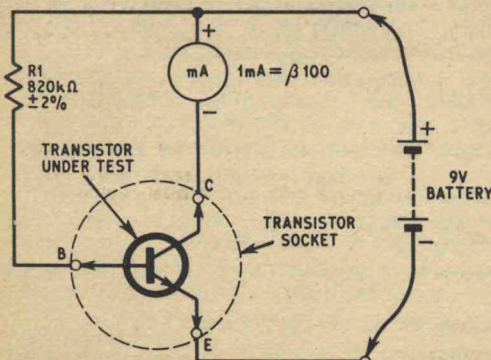 +
R1
820kΩ
±2%
mA
1mA = β 100
−
TRANSISTOR
UNDER TEST
C
+
9V
BATTERY
−
TRANSISTOR
SOCKET
B
E